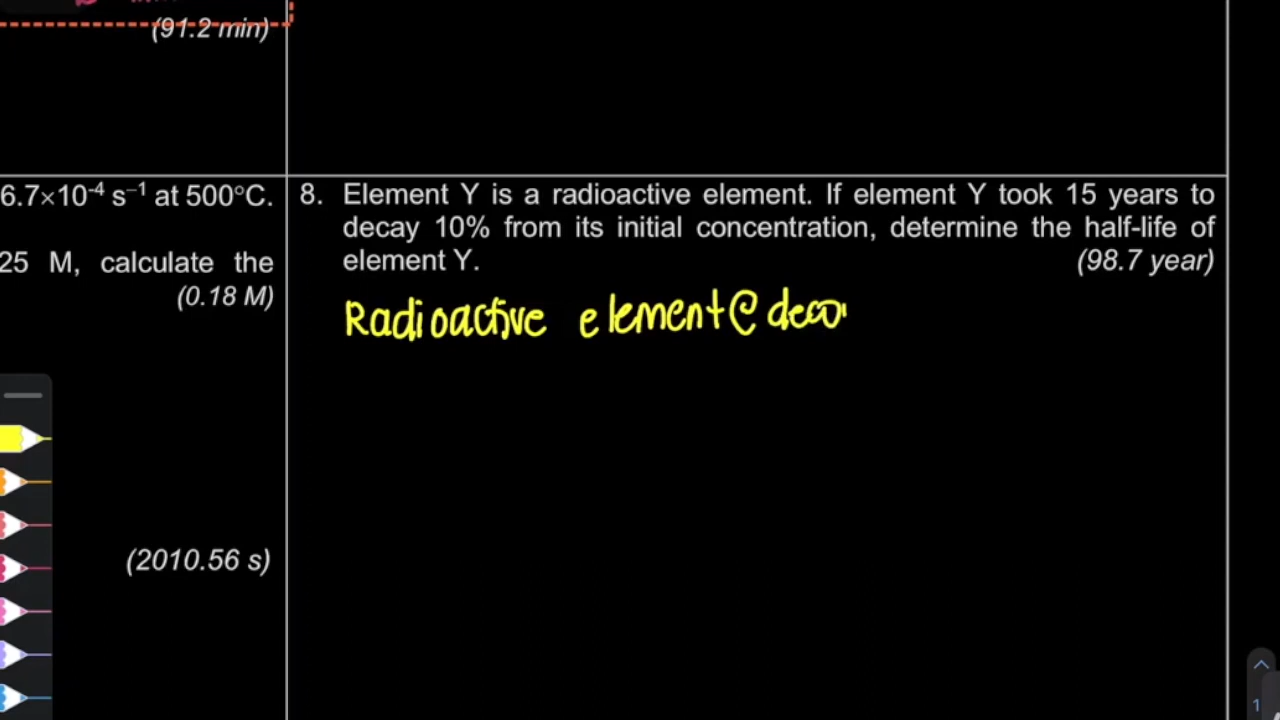 (91.2 min)
6.7×10⁻⁴ s⁻¹ at 500°C.
25 M, calculate the
(0.18 M)
(2010.56 s)
8. Element Y is a radioactive element. If element Y took 15 years to
decay 10% from its initial concentration, determine the half-life of
element Y. (98.7 year)
Radioactive element @
1